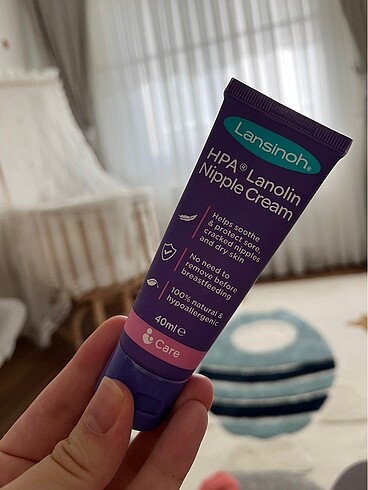 Lansinoh®
HPA® Lanolin
Nipple Cream
Helps soothe
& protect sore,
cracked nipples
and dry skin
No need to
remove before
breastfeeding
100% natural &
hypoallergenic
40ml ℮
Care